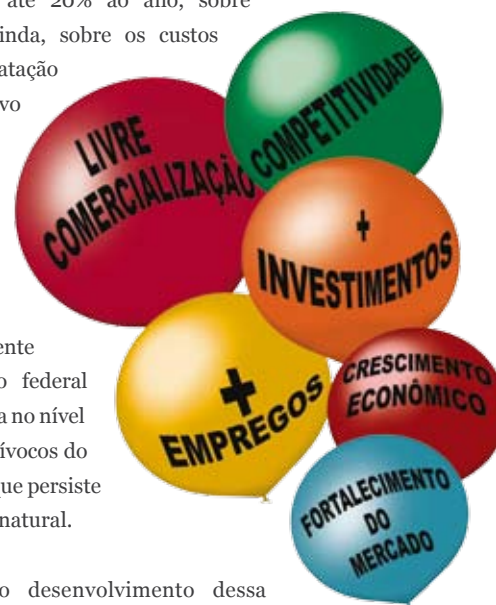 até 20% ao ano, sobre
inda, sobre os custos
atação
vo
ente
o federal
a no nível
ívocos do
que persiste
natural.
o desenvolvimento dessa
LIVRE
COMERCIALIZAÇÃO
COMPETITIVIDADE
+
INVESTIMENTOS
+
EMPREGOS
CRESCIMENTO
ECONÔMICO
FORTALECIMENTO
DO
MERCADO